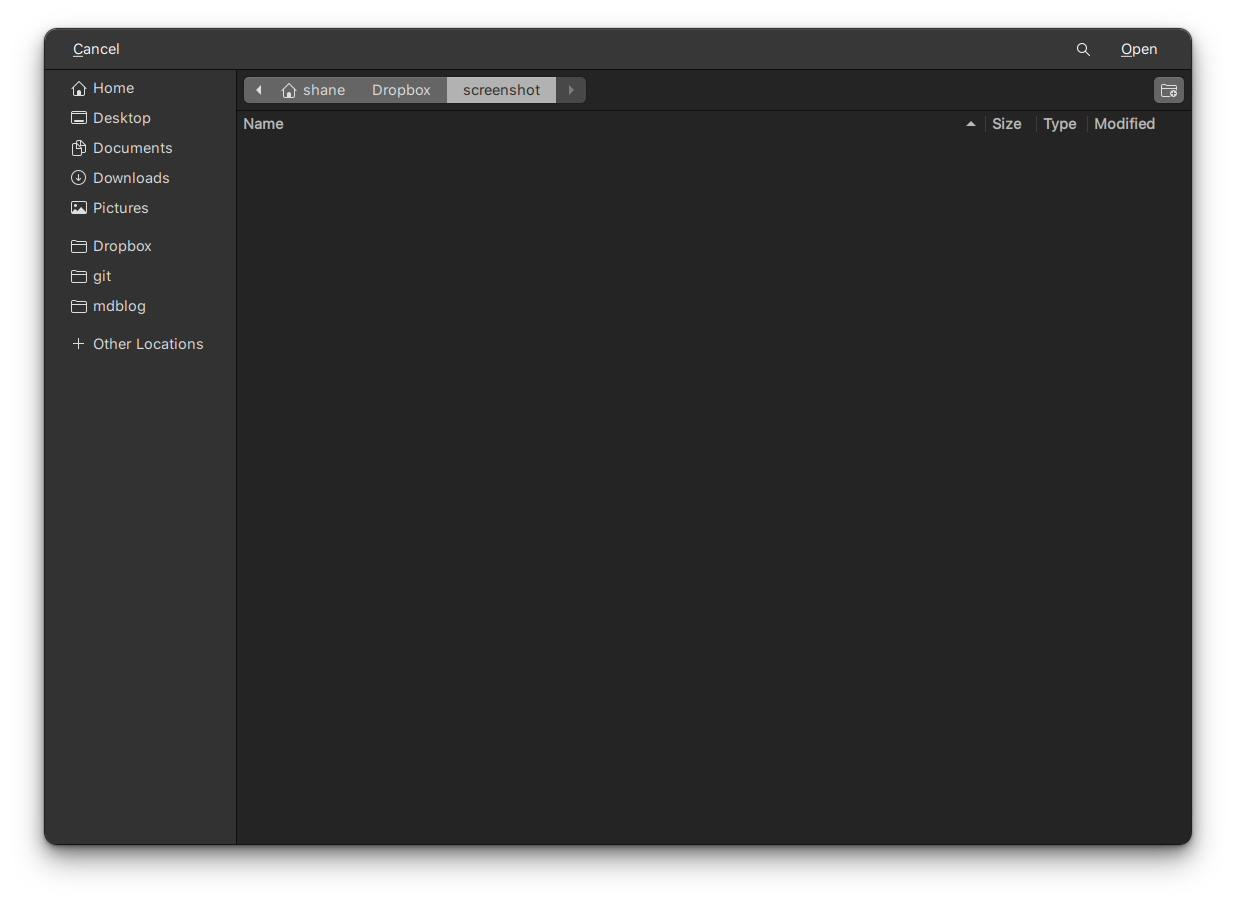 Cancel Open
Home
Desktop
Documents
Downloads
Pictures
Dropbox
git
mdblog
Other Locations
shane Dropbox screenshot
Name Size Type Modified